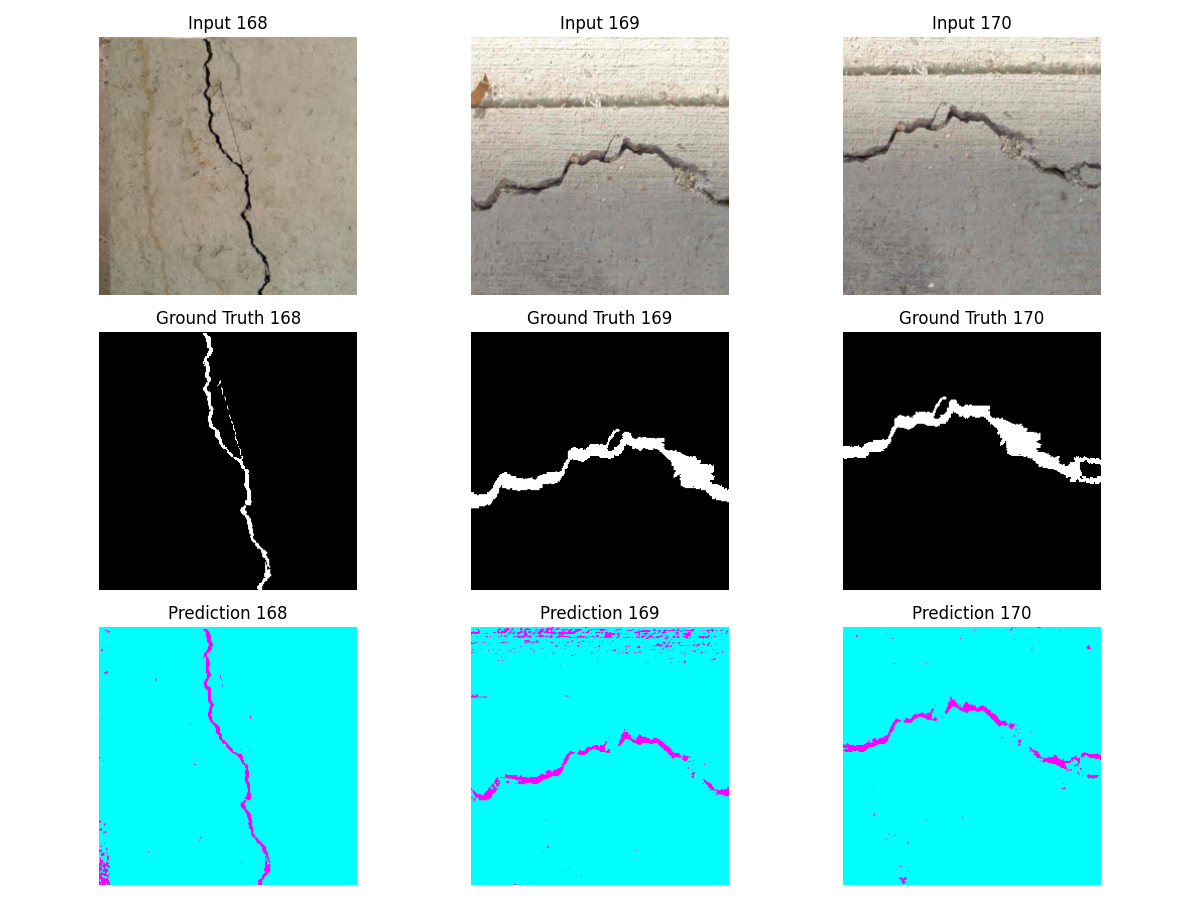 Input 168
Input 169
Input 170
Ground Truth 168
Ground Truth 169
Ground Truth 170
Prediction 168
Prediction 169
Prediction 170